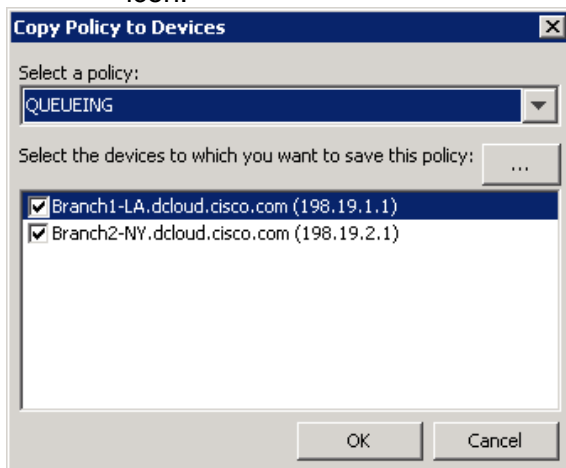 icon.
Copy Policy to Devices
Select a policy:
QUEUEING
Select the devices to which you want to save this policy:
...
Branch1-LA.dcloud.cisco.com (198.19.1.1)
Branch2-NY.dcloud.cisco.com (198.19.2.1)
OK Cancel